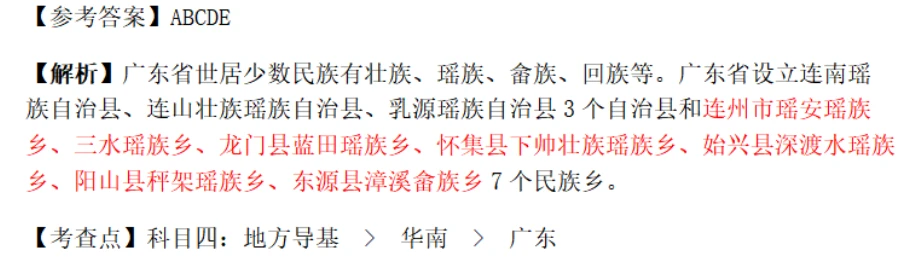 【参考答案】ABCDE
【解析】广东省世居少数民族有壮族、瑶族、畲族、回族等。广东省设立连南瑶
族自治县、连山壮族瑶族自治县、乳源瑶族自治县 3 个自治县和连州市瑶安瑶族
乡、三水瑶族乡、龙门县蓝田瑶族乡、怀集县下帅壮族瑶族乡、始兴县深渡水瑶族
乡、阳山县秤架瑶族乡、东源县漳溪畲族乡 7 个民族乡。
【考查点】科目四：地方导基 > 华南 > 广东